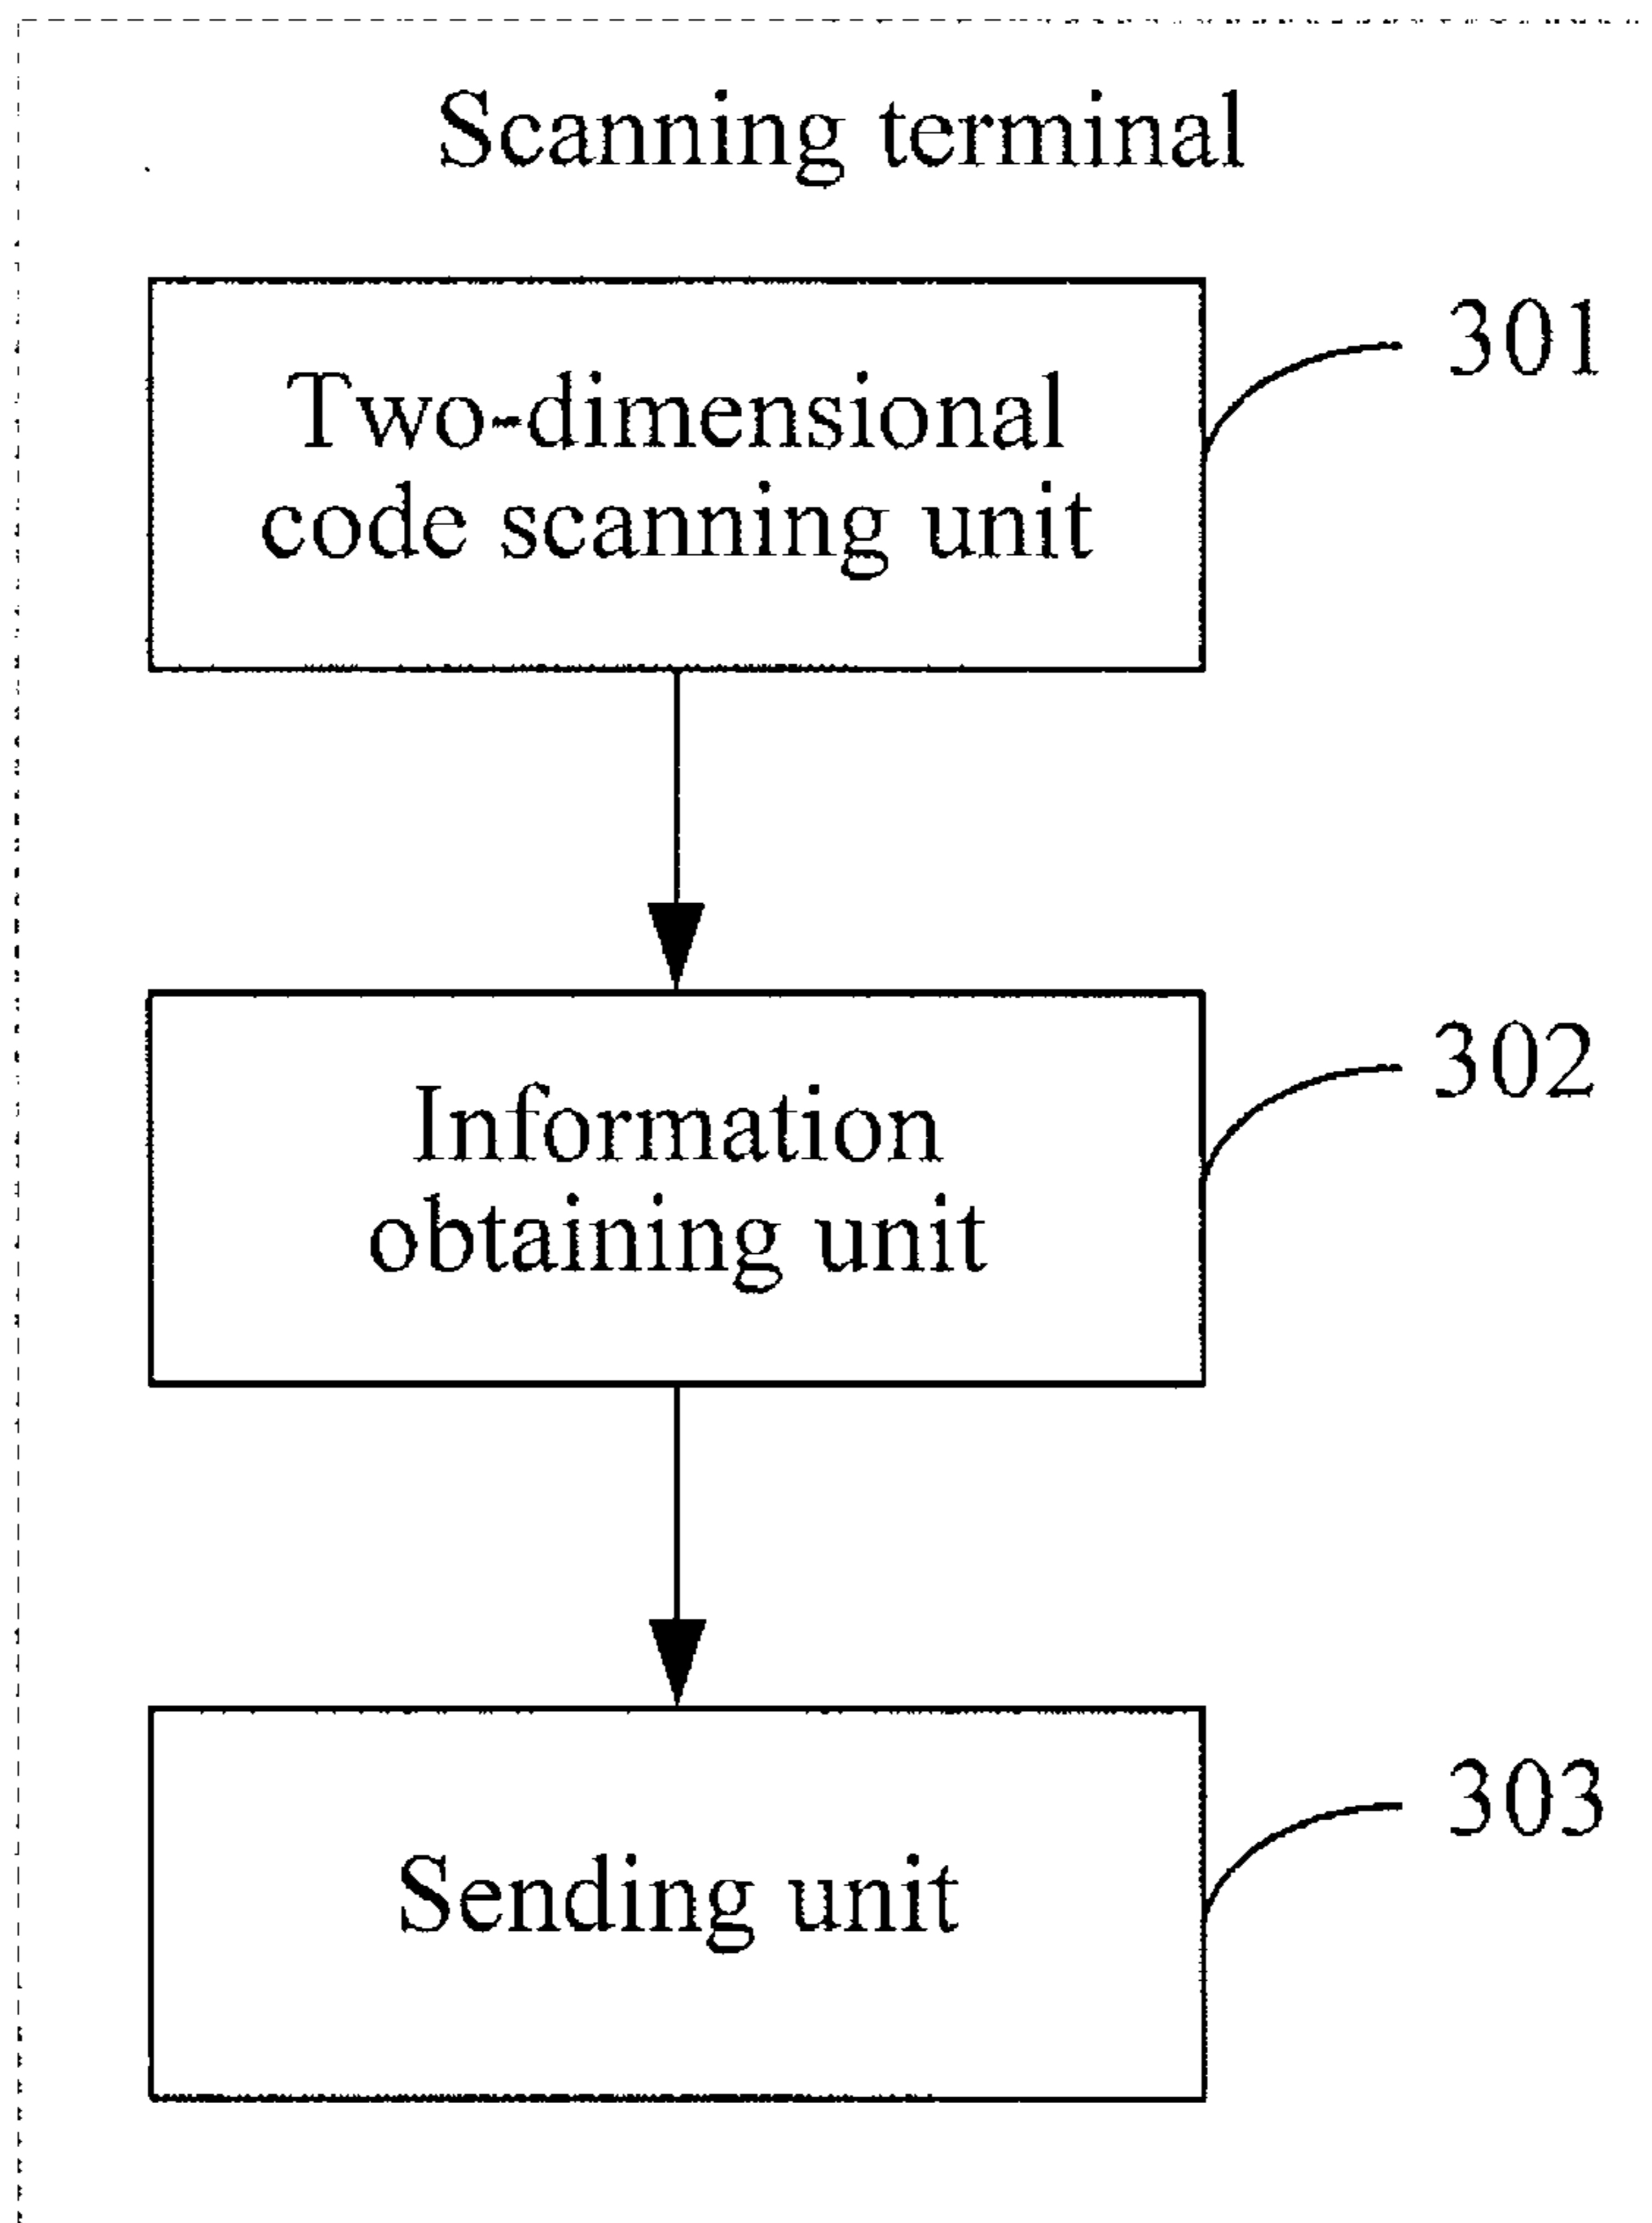 Scanning terminal
301
Two-dimensional
code scanning unit
302
Information
obtaining unit
303
Sending unit